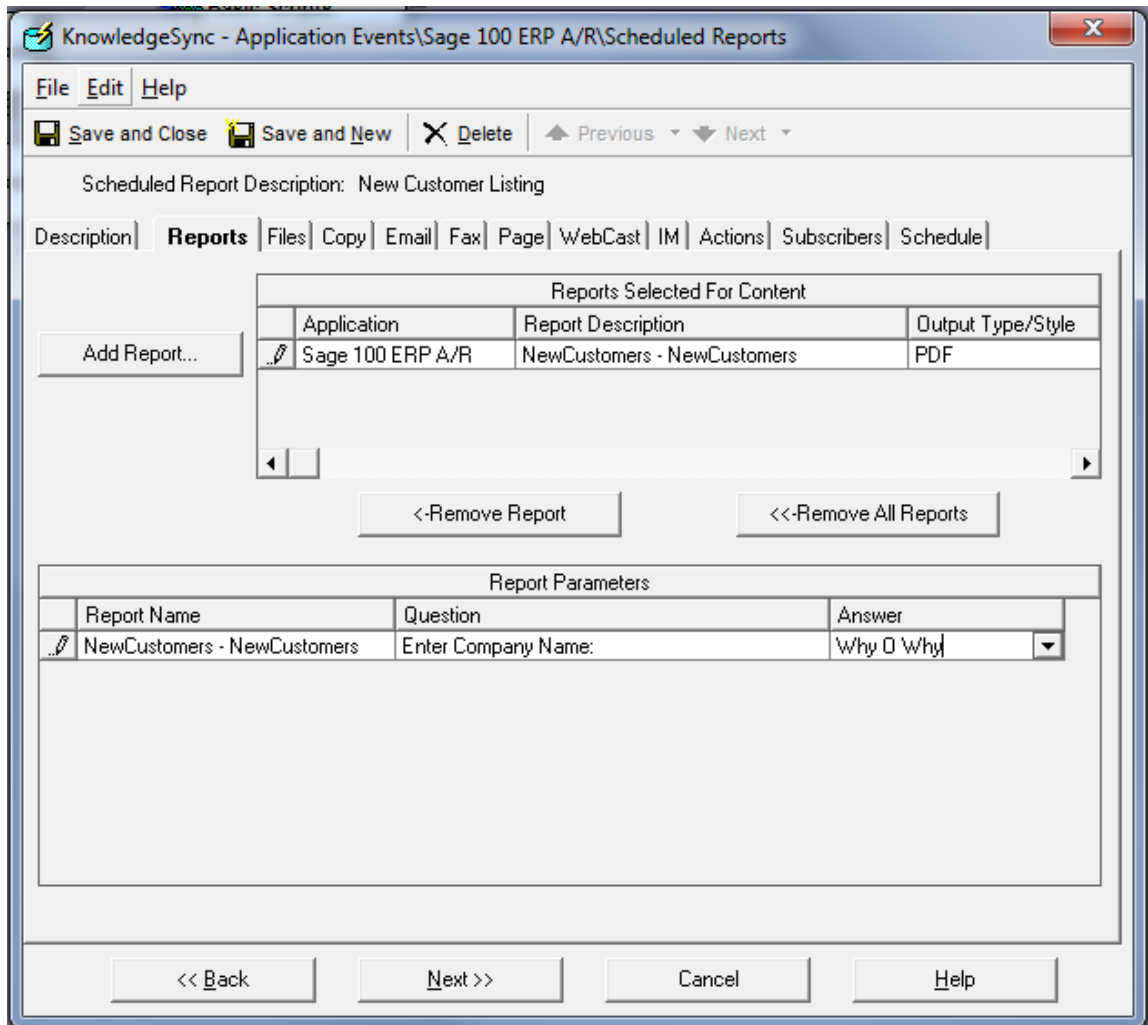 KnowledgeSync - Application Events\Sage 100 ERP A/R\Scheduled Reports
File Edit Help
Save and Close Save and New Delete Previous Next
Scheduled Report Description: New Customer Listing
Description Reports Files Copy Email Fax Page WebCast IM Actions Subscribers Schedule
Reports Selected For Content
Application Report Description Output Type/Style
Add Report... Sage 100 ERP A/R NewCustomers - NewCustomers PDF
<-Remove Report <<-Remove All Reports
Report Parameters
Report Name Question Answer
NewCustomers - NewCustomers Enter Company Name: Why O Why
<< Back Next >> Cancel Help